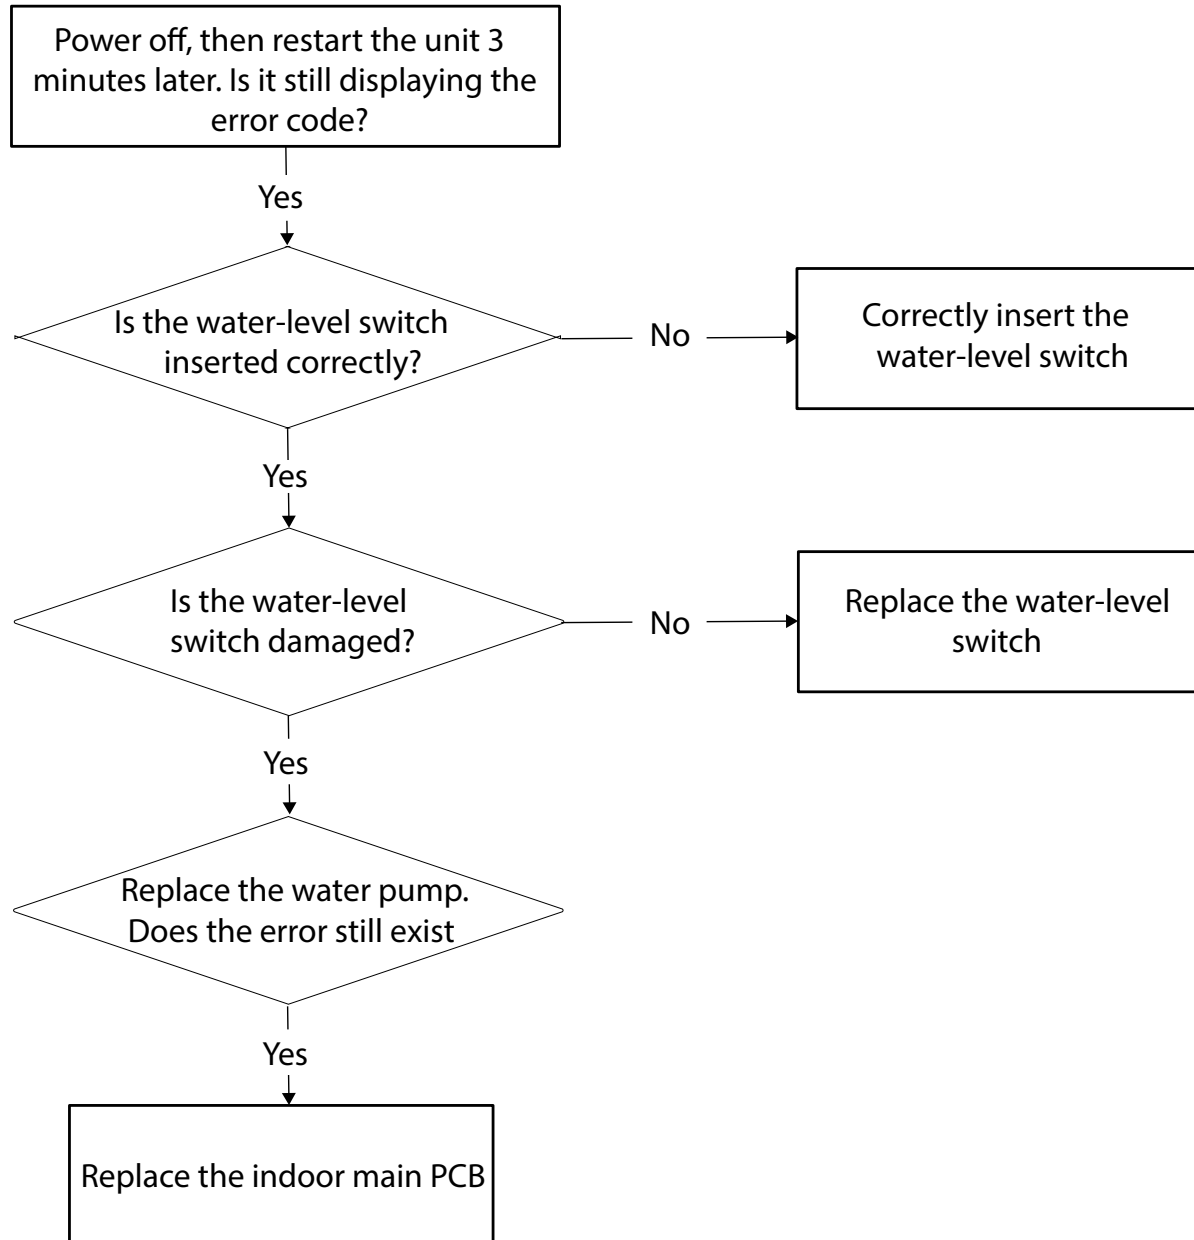 Power off, then restart the unit 3
minutes later. Is it still displaying the
error code?
Yes
Is the water-level switch
inserted correctly?
No
Correctly insert the
water-level switch
Yes
Is the water-level
switch damaged?
No
Replace the water-level
switch
Yes
Replace the water pump.
Does the error still exist
Yes
Replace the indoor main PCB